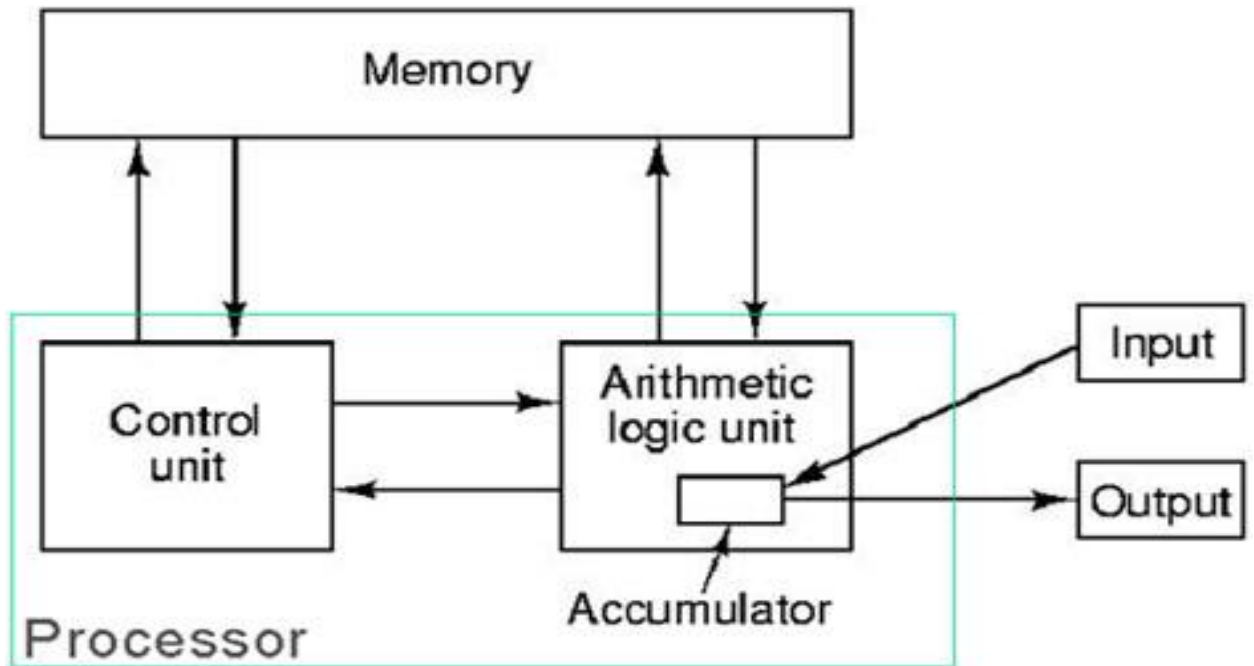 Memory
Control
unit
Arithmetic
logic unit
Input
Output
Accumulator
Processor